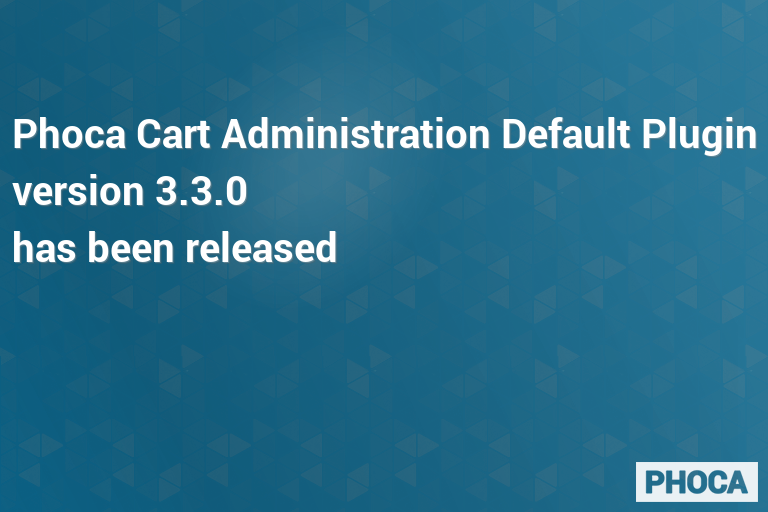 Phoca Cart Administration Default Plugin
version 3.3.0
has been released
PHOCA